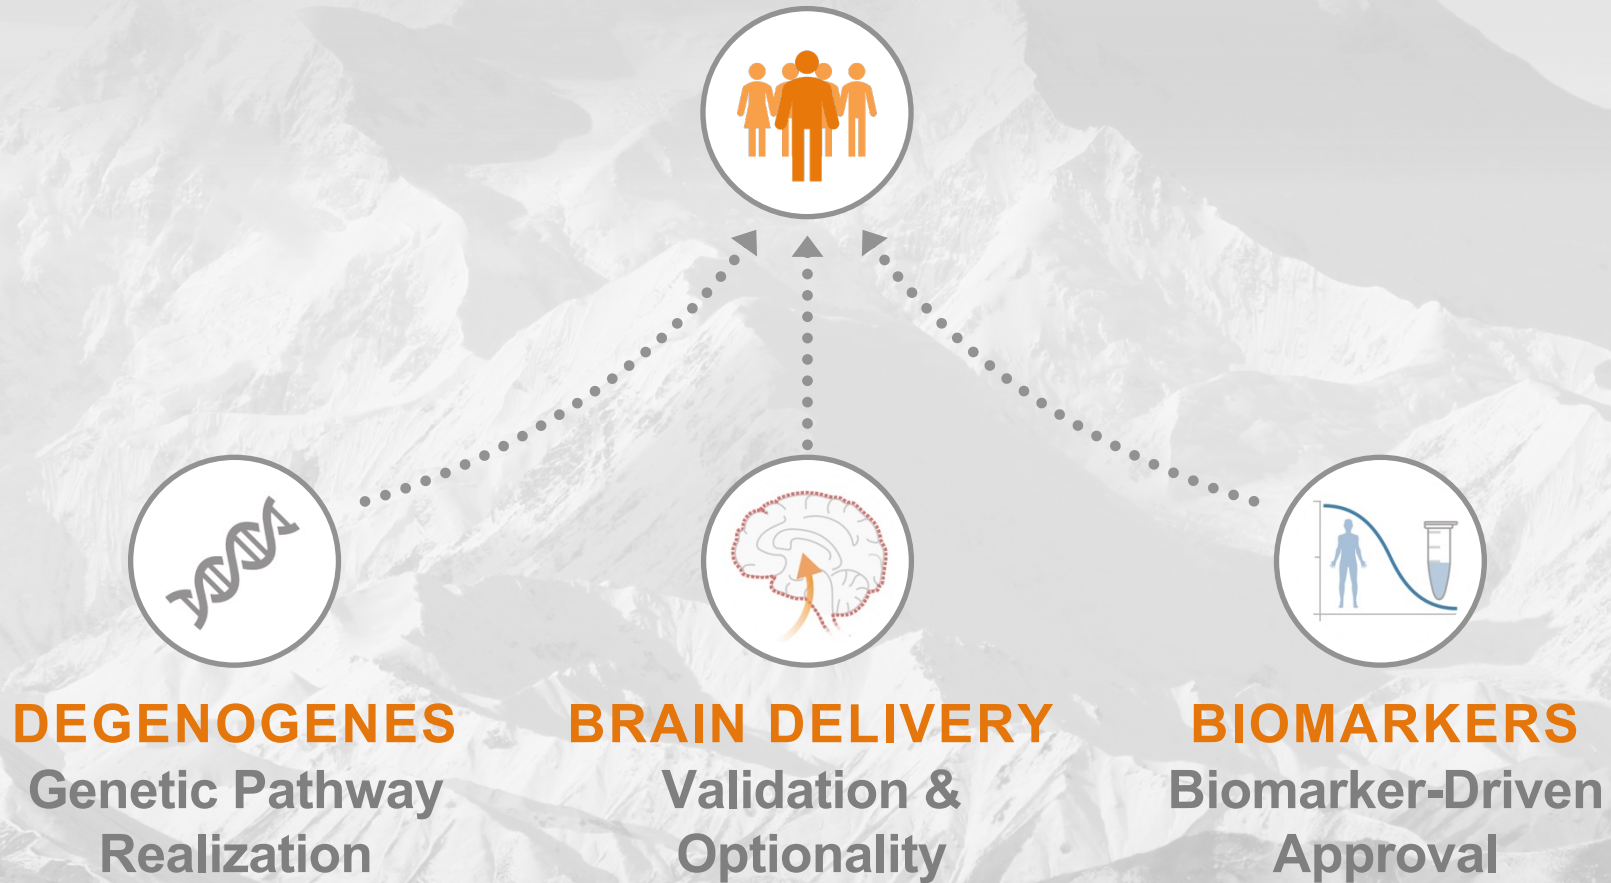 DEGENOGENES
Genetic Pathway
Realization
BRAIN DELIVERY
Validation &
Optionality
BIOMARKERS
Biomarker-Driven
Approval